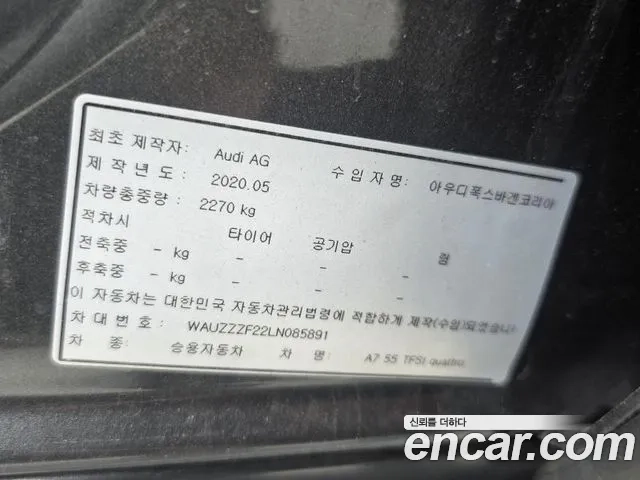 최초 제작자: Audi AG 수 입 자 명: 아우디폭스바겐코리아
제 작 년 도 : 2020.05
차량총중량 : 2270 kg
적차시 타이어 공기압
전축중 - kg - - - 림
후축중 - kg - - -
이 자동차는 대한민국 자동차관리법령에 적합하게 제작(수입)되었습니다
차 대 번 호 : WAUZZZF22LN085891
차 종: 승용자동차 차 명: A7 55 TFSI quattro
신뢰를 더하다
encar.com